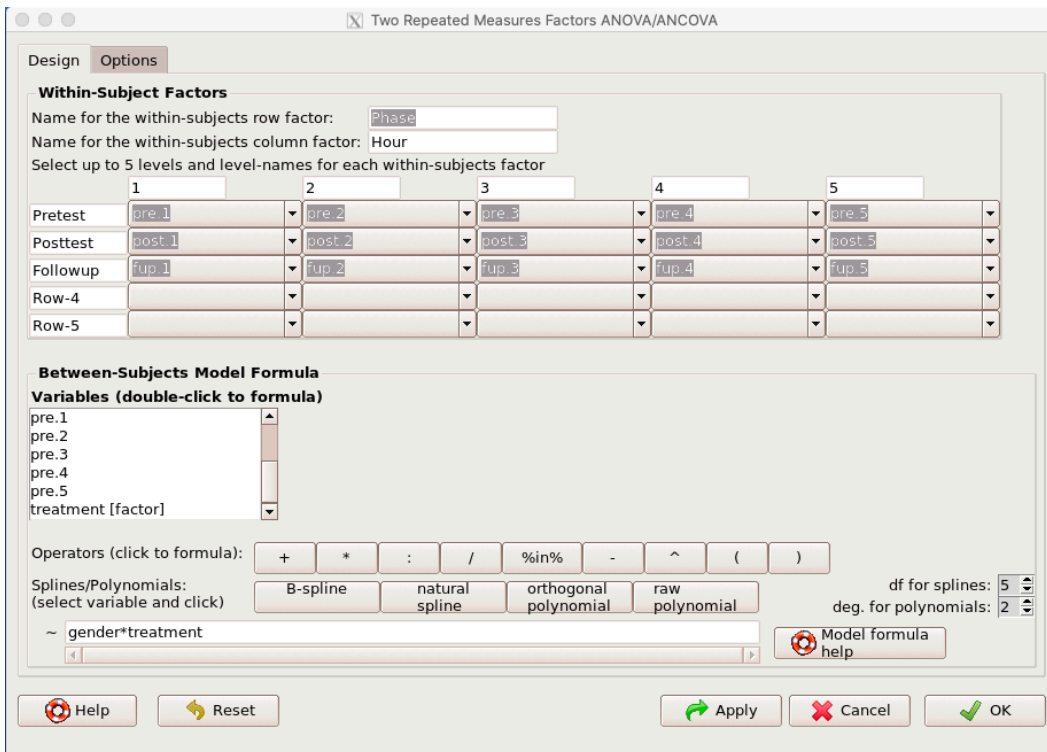 Two Repeated Measures Factors ANOVA/ANCOVA
Design Options
Within-Subject Factors
Name for the within-subjects row factor: Phase
Name for the within-subjects column factor: Hour
Select up to 5 levels and level-names for each within-subjects factor
1 2 3 4 5
Pretest pre.1 pre.2 pre.3 pre.4 pre.5
Posttest post.1 post.2 post.3 post.4 post.5
Followup fup.1 fup.2 fup.3 fup.4 fup.5
Row-4
Row-5
Between-Subjects Model Formula
Variables (double-click to formula)
pre.1
pre.2
pre.3
pre.4
pre.5
treatment [factor]
Operators (click to formula): + * : / %in% - ^ ( )
Splines/Polynomials:
(select variable and click)
B-spline
natural
spline
orthogonal
polynomial
raw
polynomial
df for splines: 5
deg. for polynomials: 2
~ gender*treatment
Model formula
help
Help Reset Apply Cancel OK